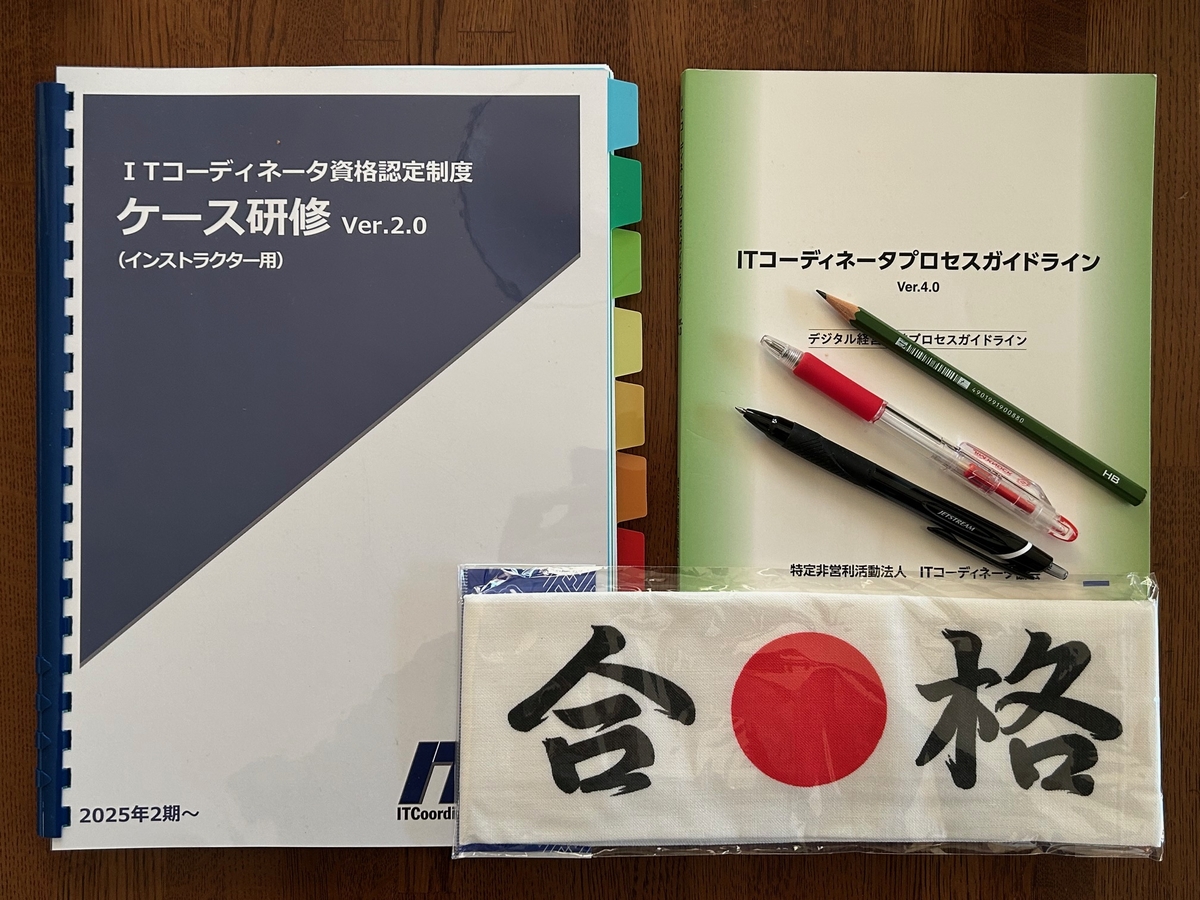 ITコーディネータ資格認定制度
ケース研修 Ver.2.0
(インストラクター用)
2025年2期~
ITCoordi
ITコーディネータプロセスガイドライン
Ver.4.0
デジタル経営 プロセスガイドライン
4901991900880
HB
JETSTREAM
特定非営利活動法人 ITコーディネータ協会
合格